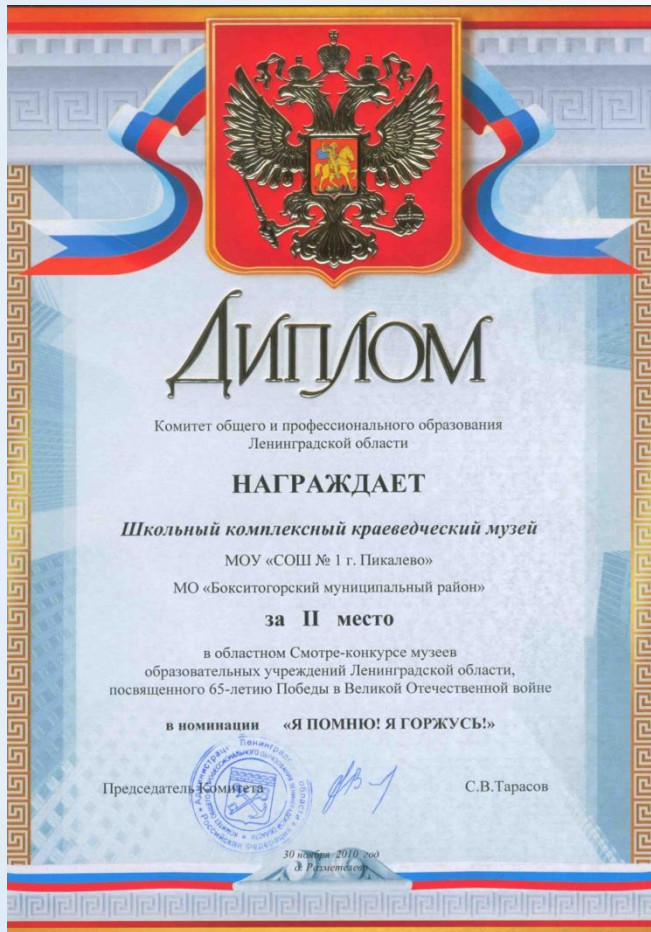 ДИПЛОМ
Комитет общего и профессионального образования
Ленинградской области
НАГРАЖДАЕТ
Школьный комплексный краеведческий музей
МОУ «СОШ № 1 г. Пикалево»
МО «Бокситогорский муниципальный район»
за II место
в областном Смотре-конкурсе музеев
образовательных учреждений Ленинградской области,
посвященного 65-летию Победы в Великой Отечественной войне
в номинации «Я ПОМНЮ! Я ГОРЖУСЬ!»
Председатель Комитета С.В.Тарасов
30 ноября 2010 год
д. Разметелево